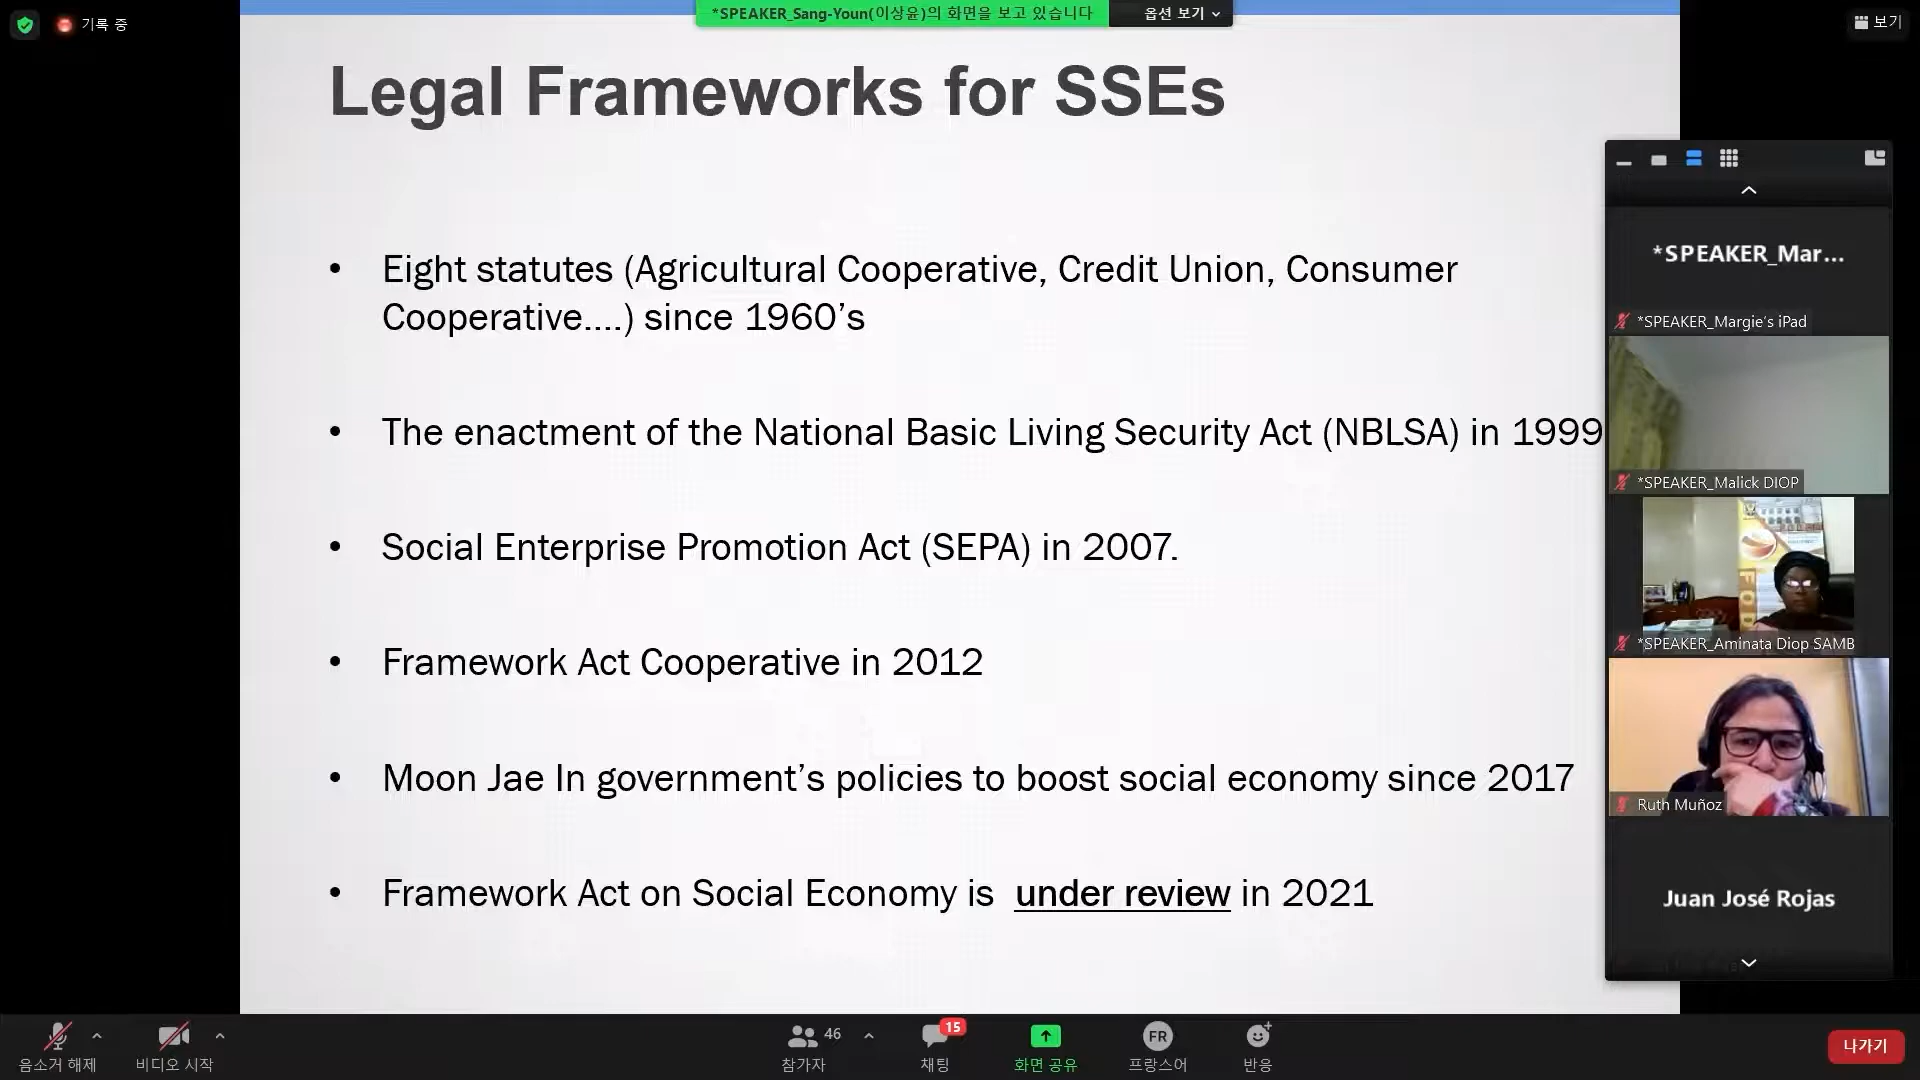 기록 중
*SPEAKER_Sang-Youn(이상윤)의 화면을 보고 있습니다
옵션 보기
보기
Legal Frameworks for SSEs
• Eight statutes (Agricultural Cooperative, Credit Union, Consumer
Cooperative....) since 1960’s
• The enactment of the National Basic Living Security Act (NBLSA) in 1999
• Social Enterprise Promotion Act (SEPA) in 2007.
• Framework Act Cooperative in 2012
• Moon Jae In government’s policies to boost social economy since 2017
• Framework Act on Social Economy is under review in 2021
*SPEAKER_Mar...
*SPEAKER_Margie's iPad
*SPEAKER_Malick DIOP
*SPEAKER_Aminata Diop SAMB
Ruth Muñoz
Juan José Rojas
음소거 해제
비디오 시작
46
참가자
15
채팅
화면 공유
FR
프랑스어
반응
나가기